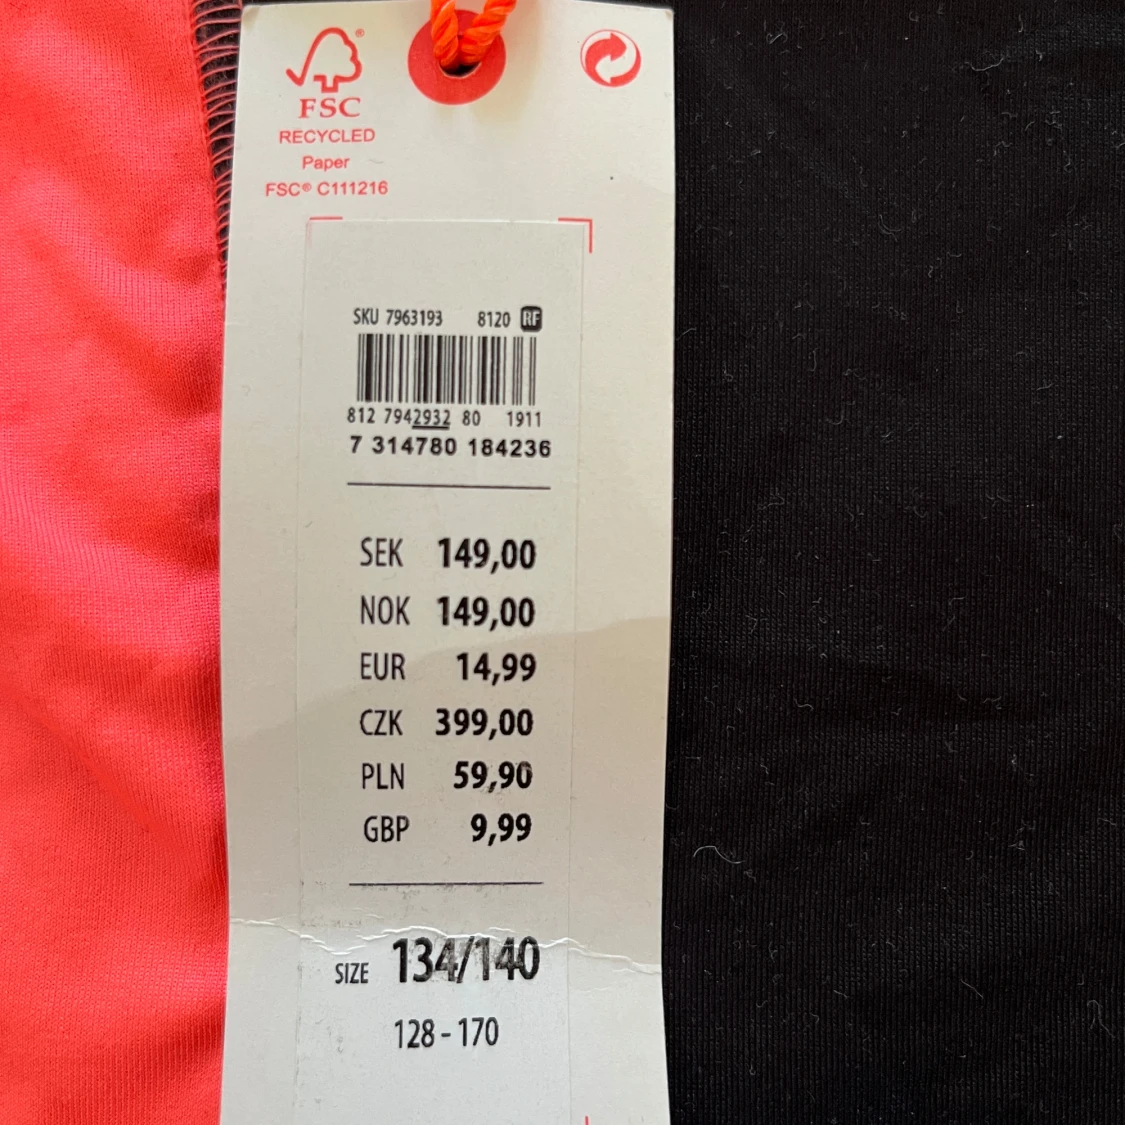 FSC®
RECYCLED
Paper
FSC® C111216
SKU 7963193 8120 RF
812 7942932 80 1911
7 314780 184236
SEK 149,00
NOK 149,00
EUR 14,99
CZK 399,00
PLN 59,90
GBP 9,99
SIZE 134/140
128 - 170